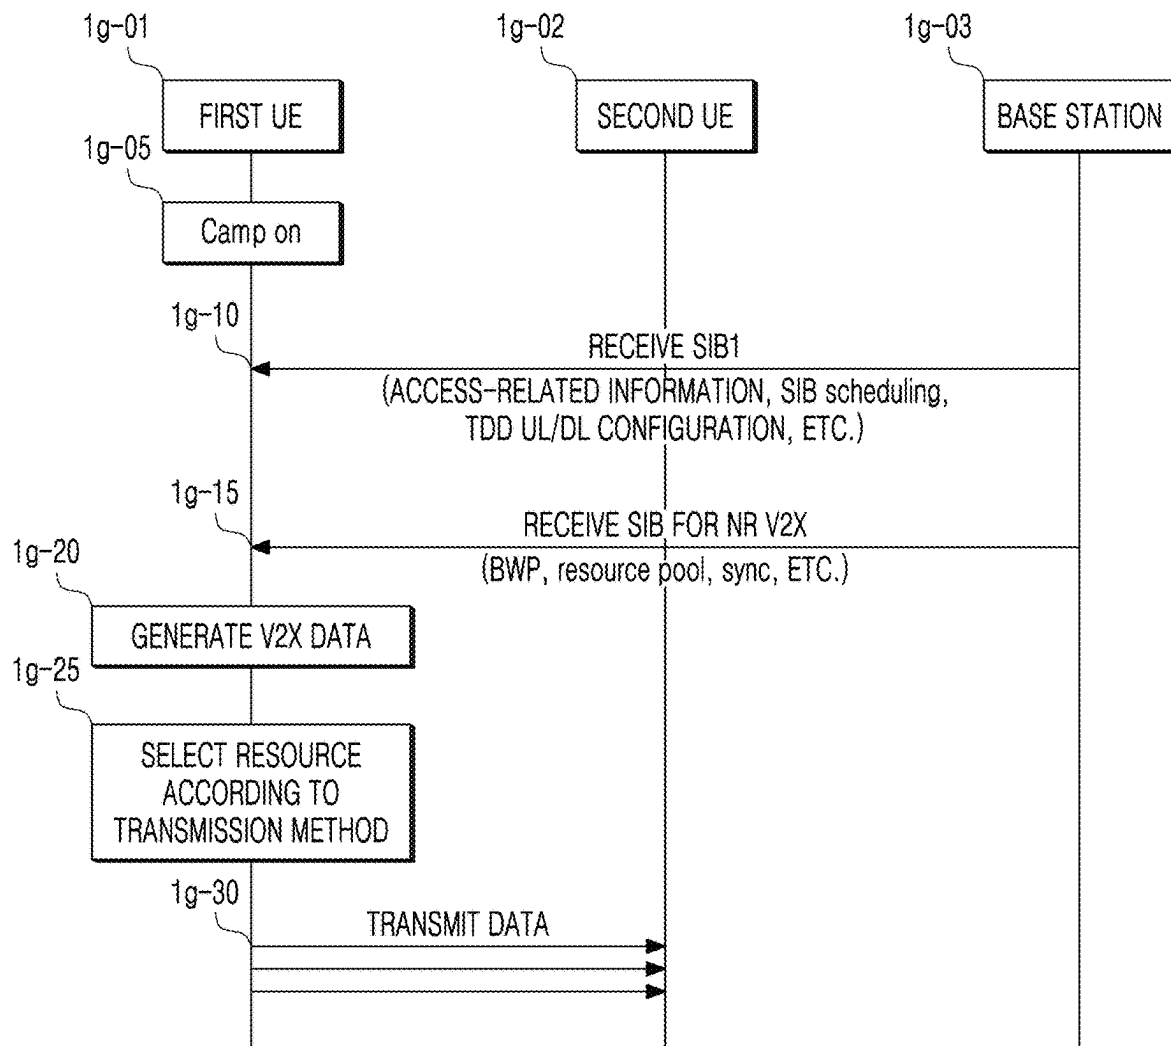 1g-01
1g-02
1g-03
FIRST UE
SECOND UE
BASE STATION
1g-05
Camp on
1g-10
RECEIVE SIB1
(ACCESS-RELATED INFORMATION, SIB scheduling,
TDD UL/DL CONFIGURATION, ETC.)
1g-15
RECEIVE SIB FOR NR V2X
(BWP, resource pool, sync, ETC.)
1g-20
GENERATE V2X DATA
1g-25
SELECT RESOURCE
ACCORDING TO
TRANSMISSION METHOD
1g-30
TRANSMIT DATA